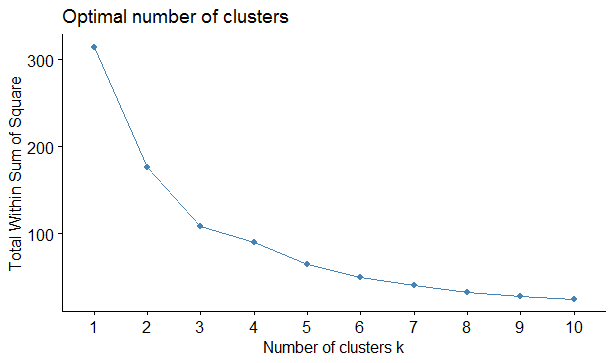 Optimal number of clusters
Total Within Sum of Square
300
200
100
1 2 3 4 5 6 7 8 9 10
Number of clusters k